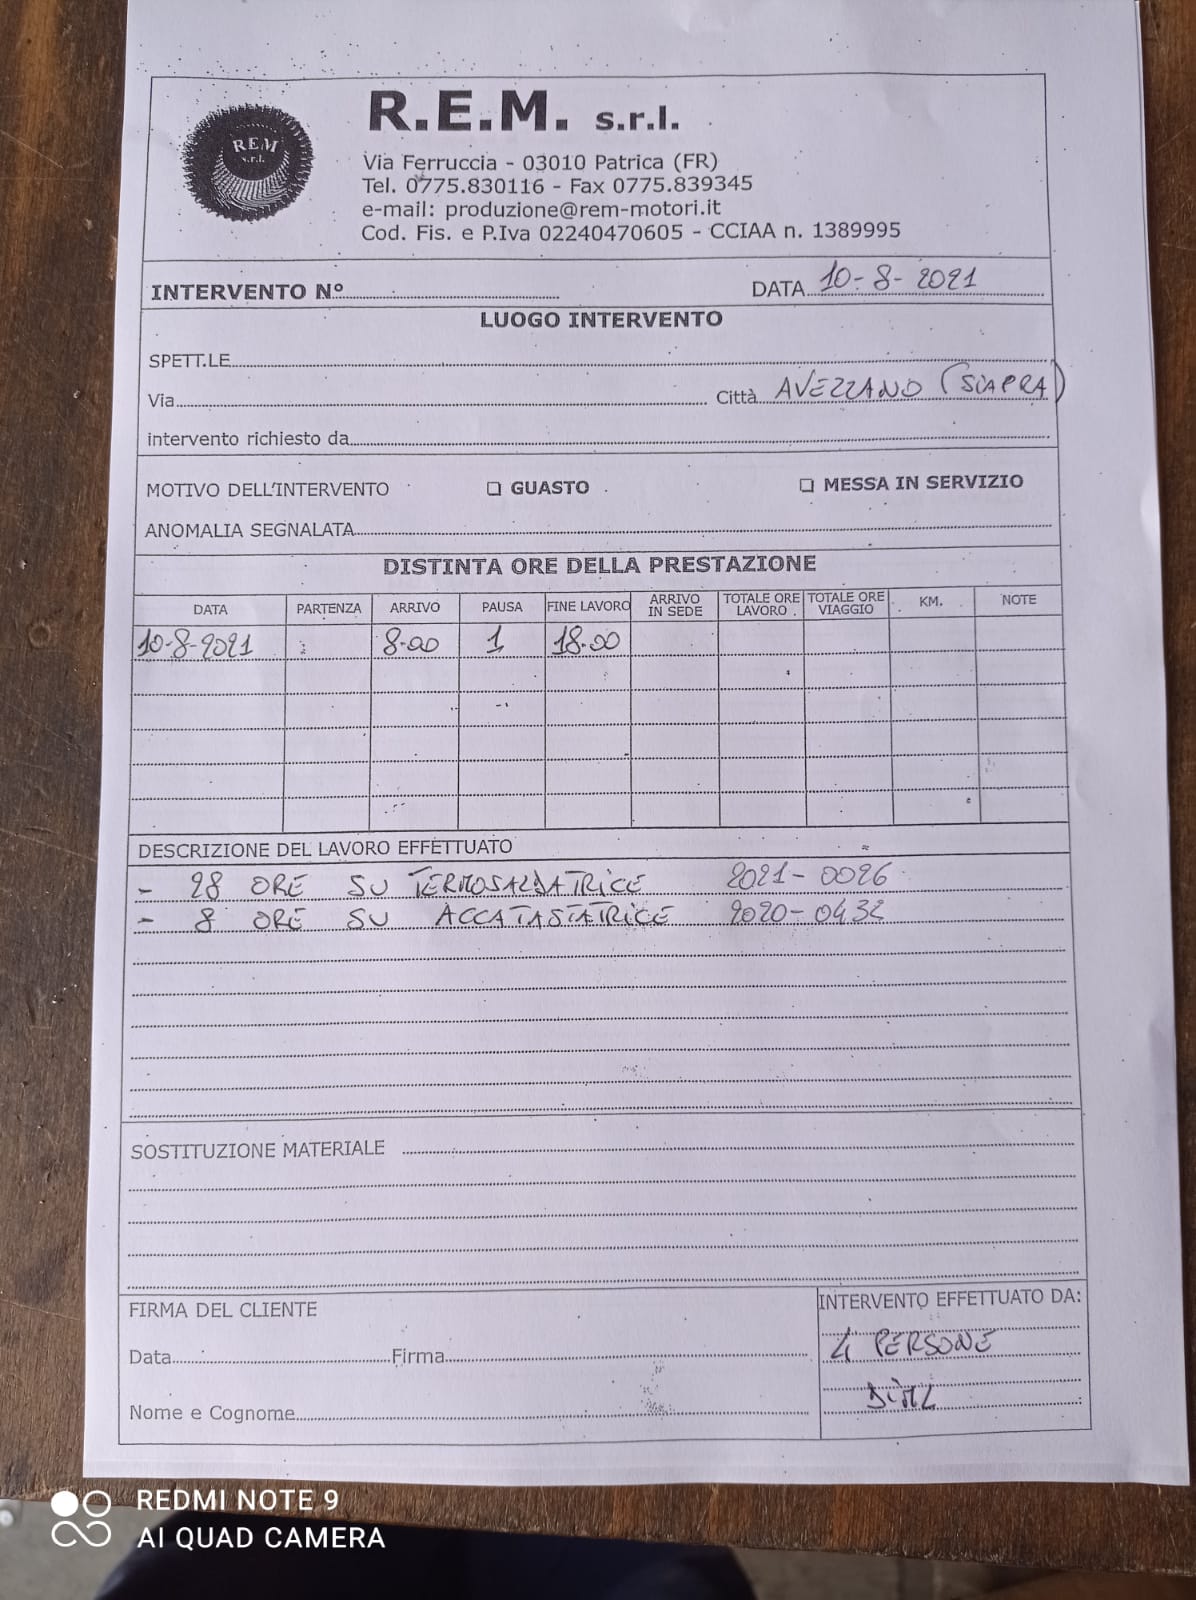 REM
s.r.l.
R.E.M. s.r.l.
Via Ferruccia - 03010 Patrica (FR)
Tel. 0775.830116 - Fax 0775.839345
e-mail: produzione@rem-motori.it
Cod. Fis. e P.Iva 02240470605 - CCIAA n. 1389995
INTERVENTO N° DATA 10-8-2021
LUOGO INTERVENTO
SPETT.LE
Via Città AVEZZANO (SIAPRA)
intervento richiesto da
MOTIVO DELL'INTERVENTO ❏ GUASTO ❏ MESSA IN SERVIZIO
ANOMALIA SEGNALATA
DISTINTA ORE DELLA PRESTAZIONE
DATA PARTENZA ARRIVO PAUSA FINE LAVORO ARRIVO IN SEDE TOTALE ORE LAVORO TOTALE ORE VIAGGIO KM. NOTE
10-8-2021 8.00 1 18.00
DESCRIZIONE DEL LAVORO EFFETTUATO
- 28 ORE SU TERMOSALDATRICE 2021-0026
- 8 ORE SU ACCATASTATRICE 2020-0432
SOSTITUZIONE MATERIALE
FIRMA DEL CLIENTE INTERVENTO EFFETTUATO DA:
4 PERSONE
Data Firma
Nome e Cognome
REDMI NOTE 9
AI QUAD CAMERA